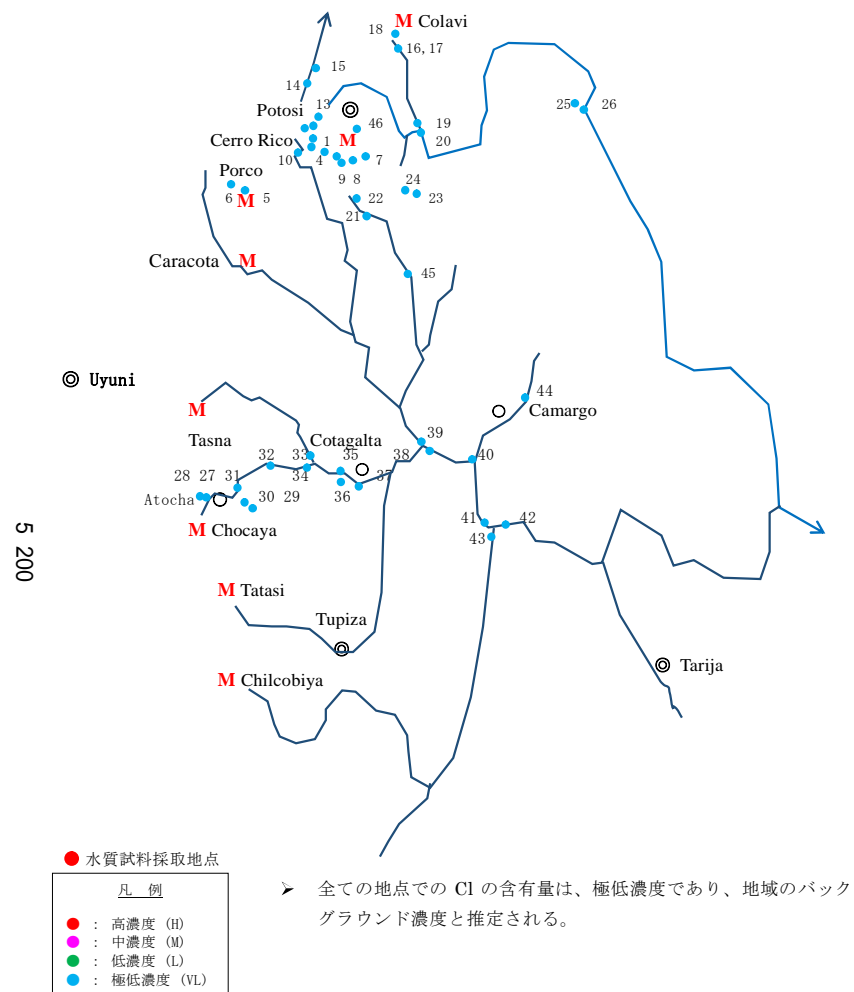 18 M Colavi
16,17
15
14
Potosi 13
46
25 26
19
20
Cerro Rico 1 M
10 4 7
Porco
9 8 24
6 5 22 23
M
21
Caracota M
45
Uyuni
M
44
Camargo
Tasna Cotagalta 39
32 33 35 38 40
28 27 31 34 37
Atocha 30 29 36
M Chocaya
41 42
43
5 200
M Tatasi
Tupiza
Tarija
M Chilcobiya
水質試料採取地点
凡 例
: 高濃度 (H)
: 中濃度 (M)
: 低濃度 (L)
: 極低濃度 (VL)
➢ 全ての地点での Cl の含有量は、極低濃度であり、地域のバック
グラウンド濃度と推定される。